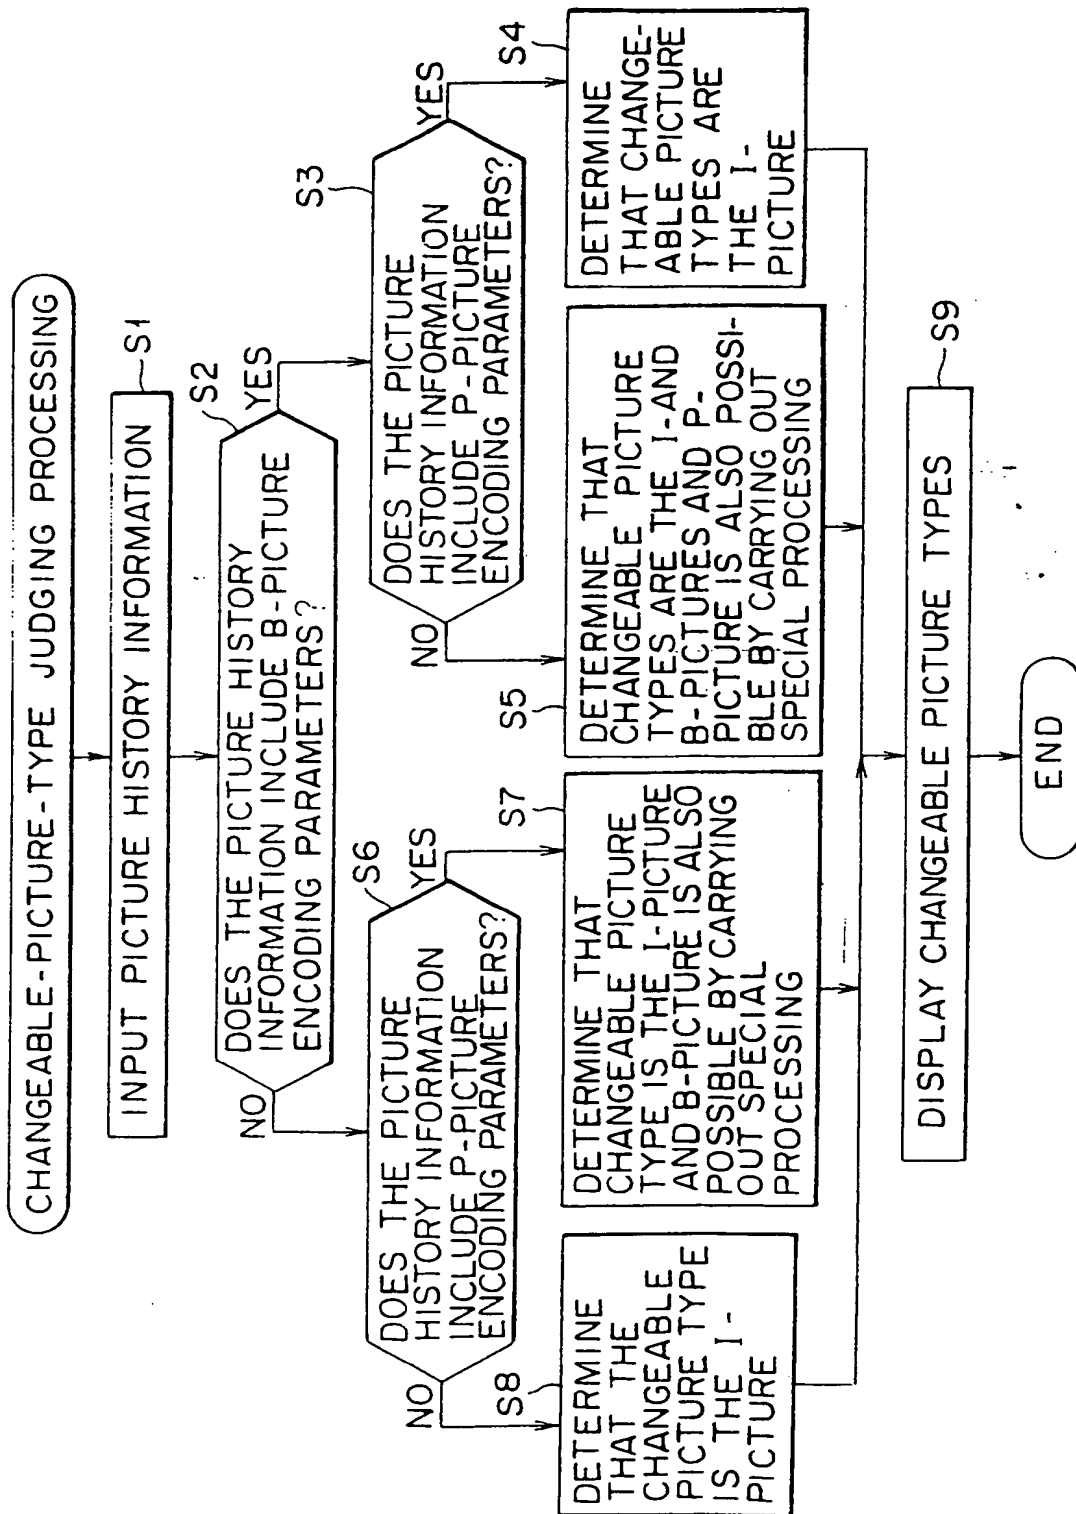 CHANGEABLE-PICTURE-TYPE JUDGING PROCESSING
INPUT PICTURE HISTORY INFORMATION
S1
DOES THE PICTURE HISTORY
INFORMATION INCLUDE B-PICTURE
ENCODING PARAMETERS?
S2
YES
NO
DOES THE PICTURE
HISTORY INFORMATION
INCLUDE P-PICTURE
ENCODING PARAMETERS?
S3
YES
NO
DETERMINE
THAT CHANGE-
ABLE PICTURE
TYPES ARE
THE I-
PICTURE
S4
DETERMINE THAT
CHANGEABLE PICTURE
TYPES ARE THE I-AND
B-PICTURES AND P-
PICTURE IS ALSO POSSI-
BLE BY CARRYING OUT
SPECIAL PROCESSING
S5
DOES THE PICTURE
HISTORY INFORMATION
INCLUDE P-PICTURE
ENCODING PARAMETERS?
S6
YES
NO
DETERMINE THAT
CHANGEABLE PICTURE
TYPE IS THE I-PICTURE
AND B-PICTURE IS ALSO
POSSIBLE BY CARRYING
OUT SPECIAL
PROCESSING
S7
DETERMINE
THAT THE
CHANGEABLE
PICTURE TYPE
IS THE I-
PICTURE
S8
DISPLAY CHANGEABLE PICTURE TYPES
S9
END